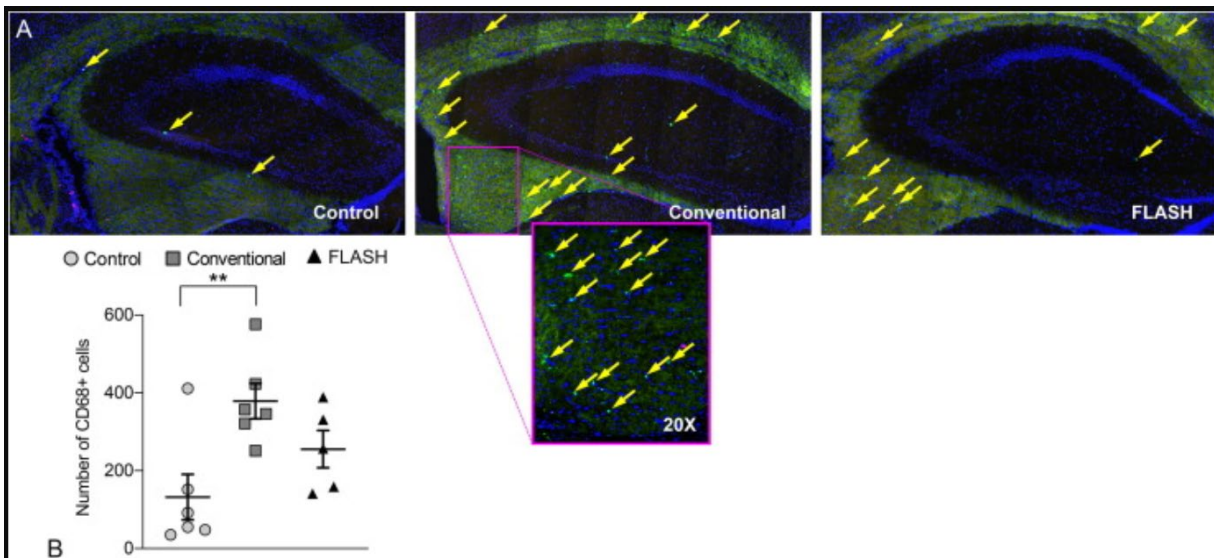 A
Control
Conventional
FLASH
Control Conventional FLASH
**
600
400
200
0
Number of CD68+ cells
20X
B